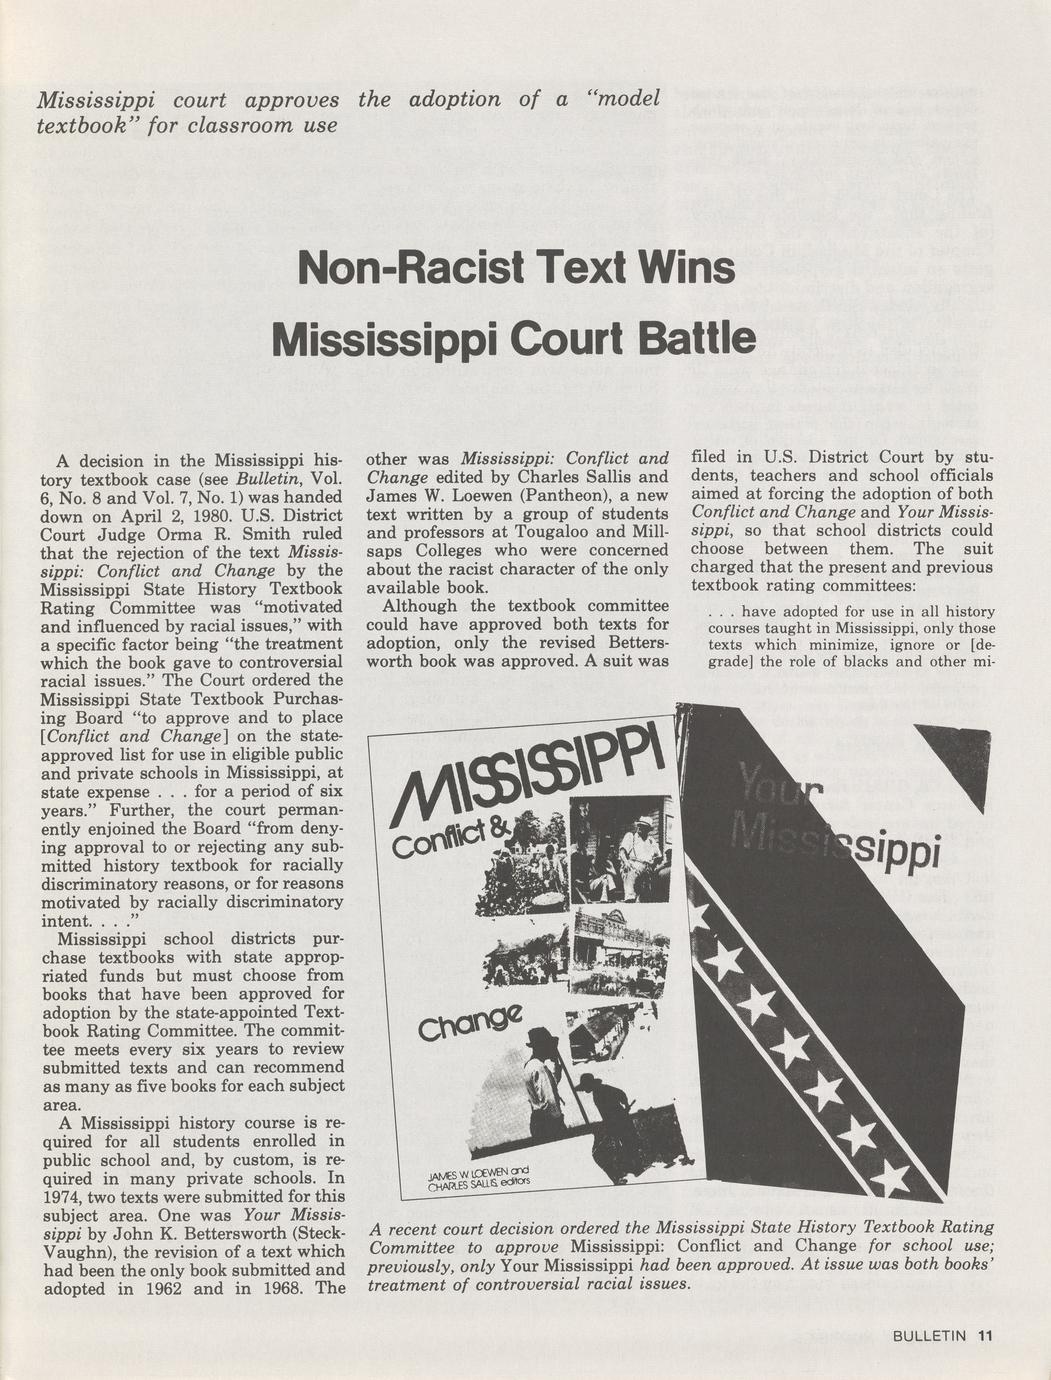 Mississippi court approves the adoption of a “model
textbook” for classroom use
Non-Racist Text Wins
Mississippi Court Battle
A decision in the Mississippi his-
tory textbook case (see Bulletin, Vol.
6, No. 8 and Vol. 7, No. 1) was handed
down on April 2, 1980. U.S. District
Court Judge Orma R. Smith ruled
that the rejection of the text Missis-
sippi: Conflict and Change by the
Mississippi State History Textbook
Rating Committee was “motivated
and influenced by racial issues,” with
a specific factor being “the treatment
which the book gave to controversial
racial issues.” The Court ordered the
Mississippi State Textbook Purchas-
ing Board “to approve and to place
[Conflict and Change] on the state-
approved list for use in eligible public
and private schools in Mississippi, at
state expense . . . for a period of six
years.” Further, the court perman-
ently enjoined the Board “from deny-
ing approval to or rejecting any sub-
mitted history textbook for racially
discriminatory reasons, or for reasons
motivated by racially discriminatory
intent. . . .”
Mississippi school districts pur-
chase textbooks with state approp-
riated funds but must choose from
books that have been approved for
adoption by the state-appointed Text-
book Rating Committee. The commit-
tee meets every six years to review
submitted texts and can recommend
as many as five books for each subject
area.
A Mississippi history course is re-
quired for all students enrolled in
public school and, by custom, is re-
quired in many private schools. In
1974, two texts were submitted for this
subject area. One was Your Missis-
sippi by John K. Bettersworth (Steck-
Vaughn), the revision of a text which
had been the only book submitted and
adopted in 1962 and in 1968. The
other was Mississippi: Conflict and
Change edited by Charles Sallis and
James W. Loewen (Pantheon), a new
text written by a group of students
and professors at Tougaloo and Mill-
saps Colleges who were concerned
about the racist character of the only
available book.
Although the textbook committee
could have approved both texts for
adoption, only the revised Betters-
worth book was approved. A suit was
filed in U.S. District Court by stu-
dents, teachers and school officials
aimed at forcing the adoption of both
Conflict and Change and Your Missis-
sippi, so that school districts could
choose between them. The suit
charged that the present and previous
textbook rating committees:
. . . have adopted for use in all history
courses taught in Mississippi, only those
texts which minimize, ignore or [de-
grade] the role of blacks and other mi-
MISSISSIPPI
Conflict &
Change
JAMES W. LOEWEN and
CHARLES SALLIS, editors
Your
Mississippi
A recent court decision ordered the Mississippi State History Textbook Rating
Committee to approve Mississippi: Conflict and Change for school use;
previously, only Your Mississippi had been approved. At issue was both books’
treatment of controversial racial issues.
BULLETIN 11